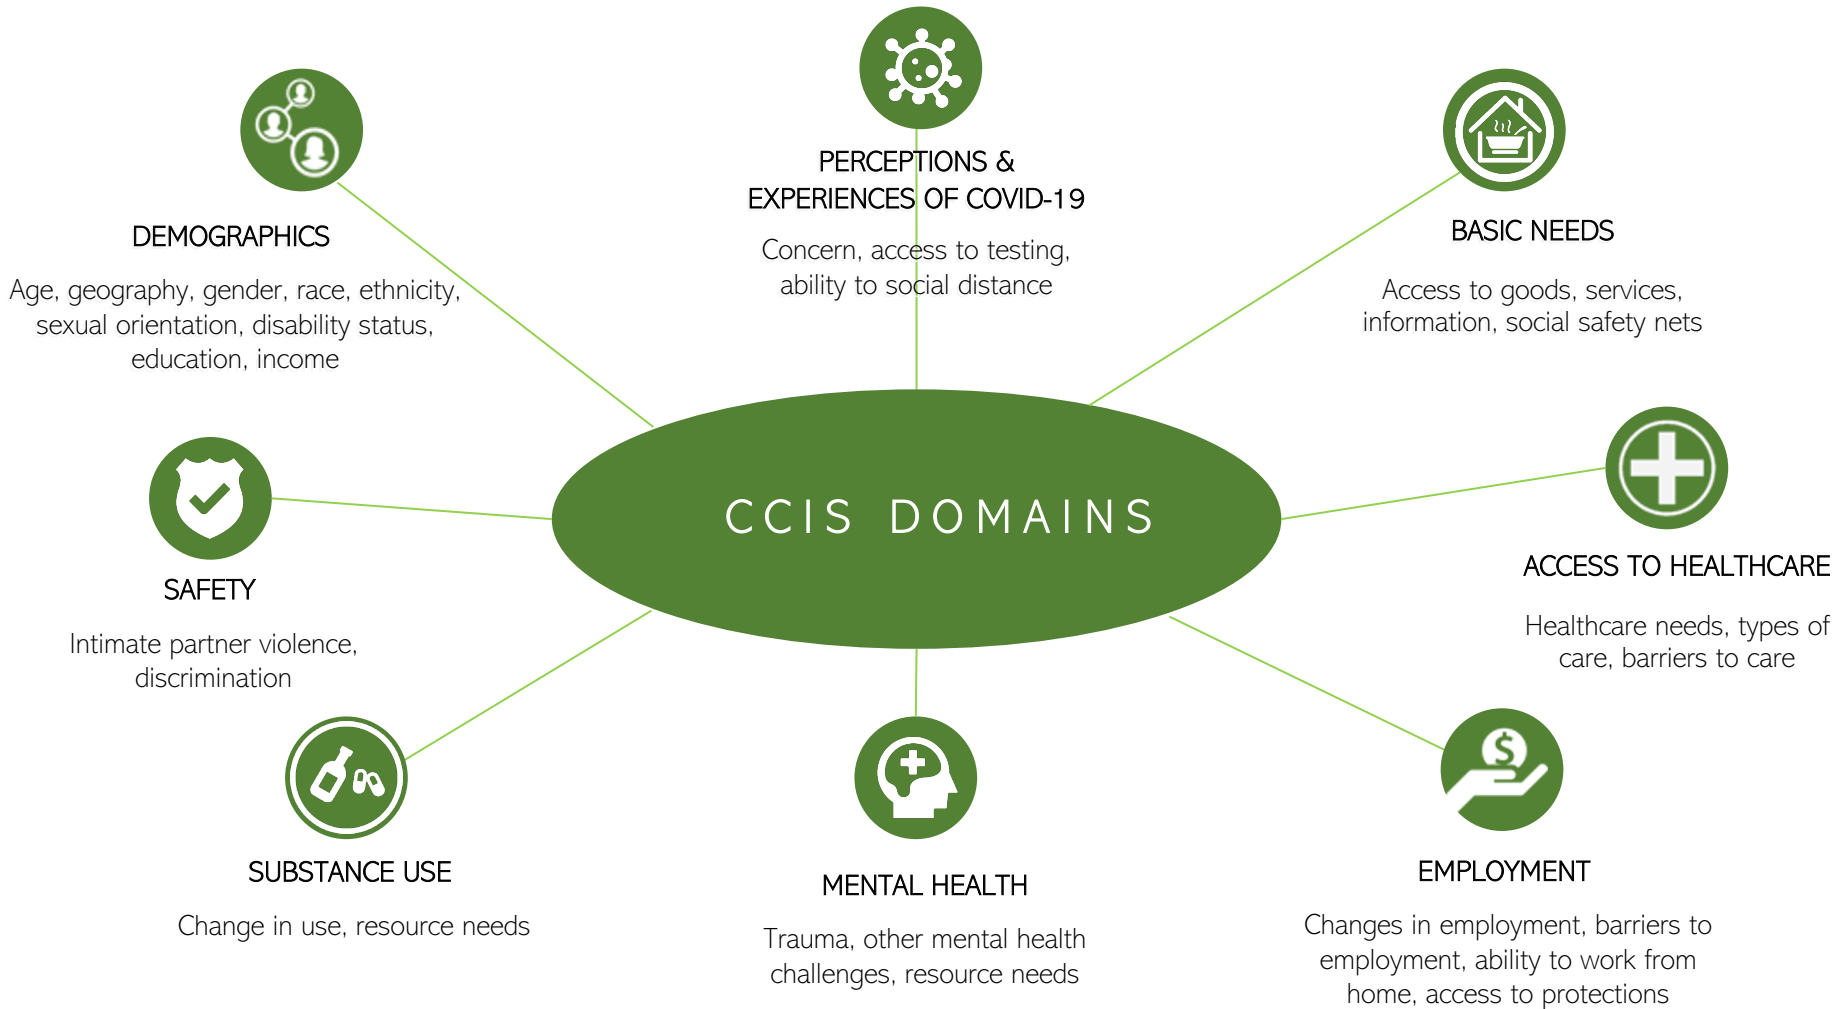 PERCEPTIONS &
EXPERIENCES OF COVID-19
Concern, access to testing,
ability to social distance
DEMOGRAPHICS
Age, geography, gender, race, ethnicity,
sexual orientation, disability status,
education, income
BASIC NEEDS
Access to goods, services,
information, social safety nets
CCIS DOMAINS
SAFETY
Intimate partner violence,
discrimination
ACCESS TO HEALTHCARE
Healthcare needs, types of
care, barriers to care
SUBSTANCE USE
Change in use, resource needs
MENTAL HEALTH
Trauma, other mental health
challenges, resource needs
$
EMPLOYMENT
Changes in employment, barriers to
employment, ability to work from
home, access to protections